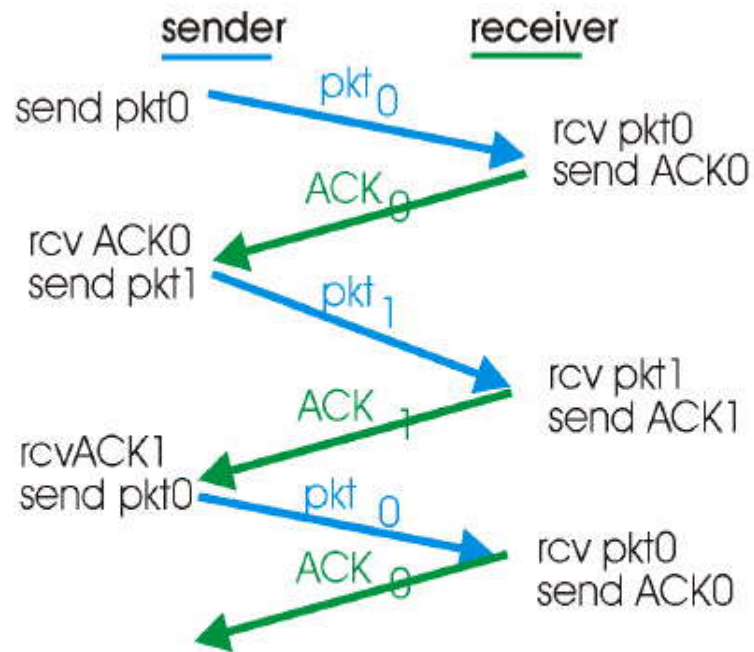 sender receiver
pkt0
send pkt0
rcv pkt0
send ACK0
ACK0
rcv ACK0
send pkt1
pkt1
rcv pkt1
send ACK1
ACK1
rcvACK1
send pkt0
pkt0
rcv pkt0
send ACK0
ACK0